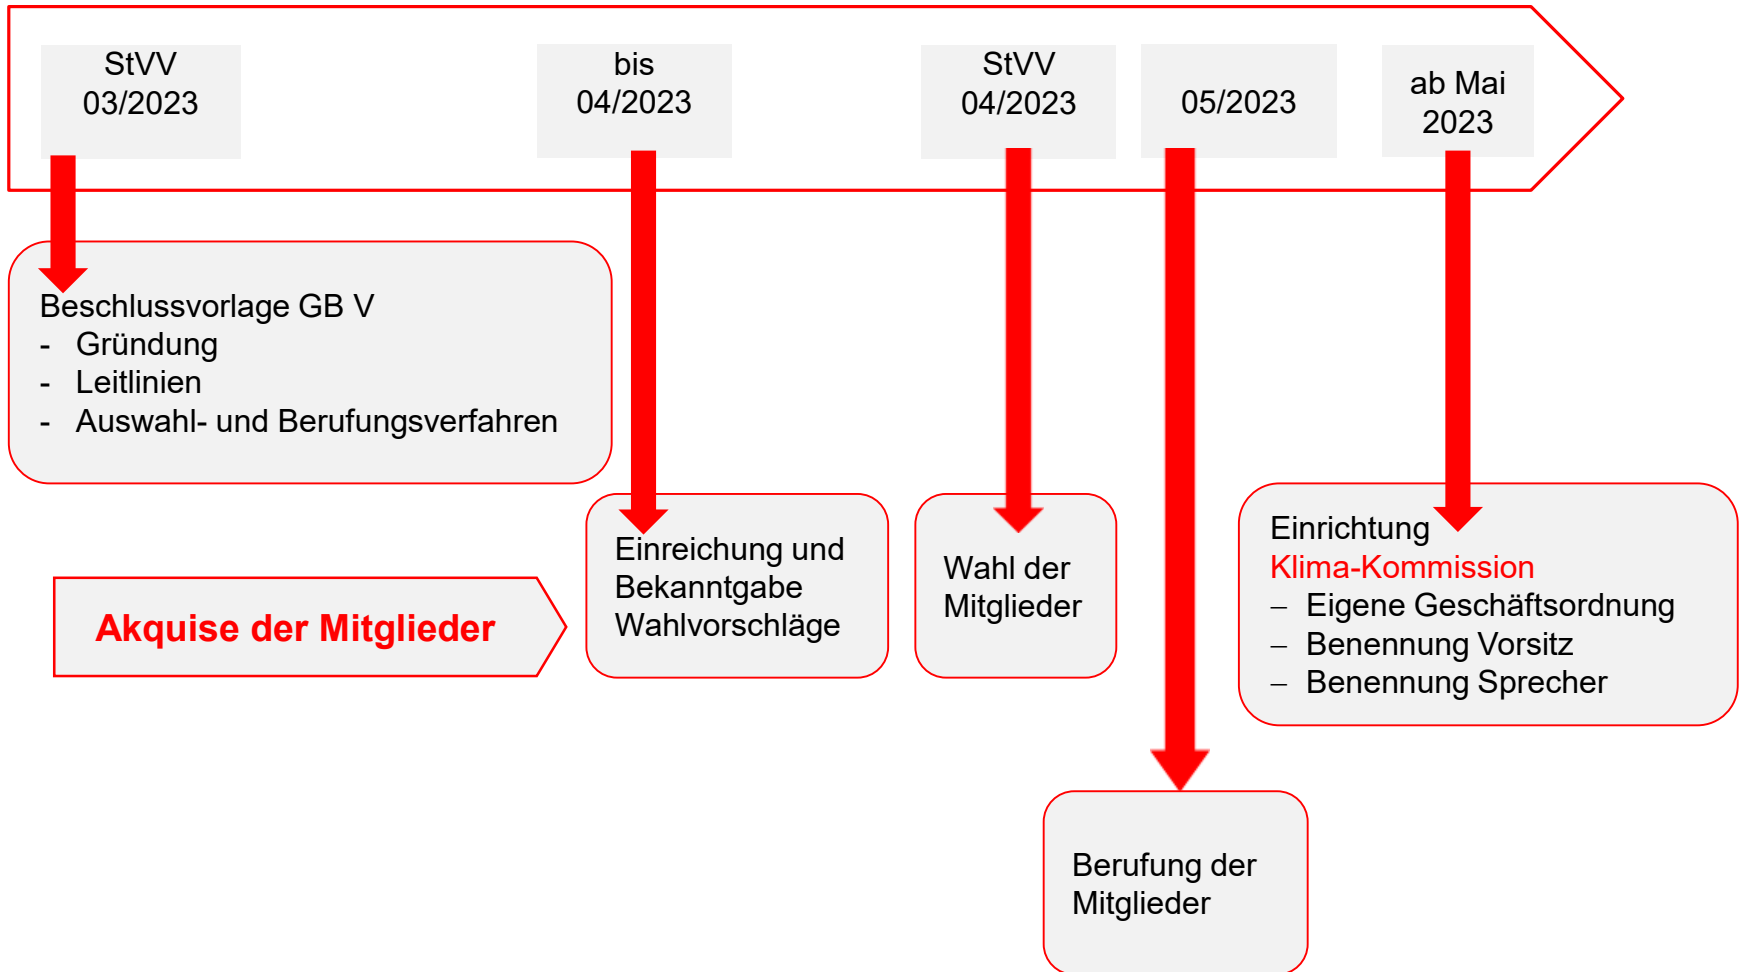 StVV
03/2023
bis
04/2023
StVV
04/2023
05/2023
ab Mai
2023
Beschlussvorlage GB V
- Gründung
- Leitlinien
- Auswahl- und Berufungsverfahren
Akquise der Mitglieder
Einreichung und
Bekanntgabe
Wahlvorschläge
Wahl der
Mitglieder
Berufung der
Mitglieder
Einrichtung
Klima-Kommission
– Eigene Geschäftsordnung
– Benennung Vorsitz
– Benennung Sprecher